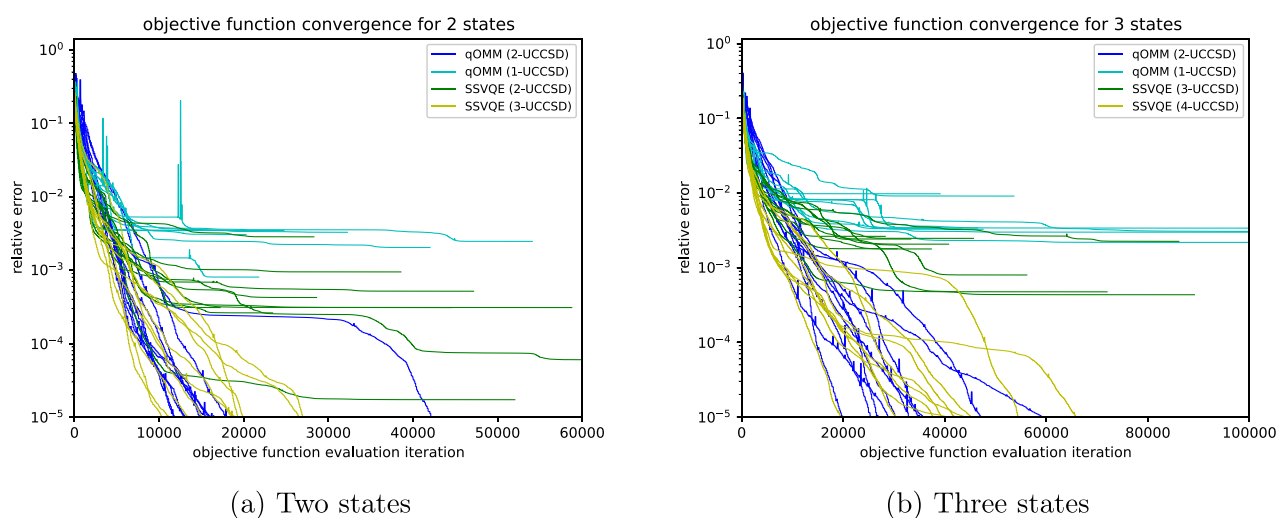 objective function convergence for 2 states
10⁰
10⁻¹
10⁻²
10⁻³
10⁻⁴
10⁻⁵
relative error
qOMM (2-UCCSD)
qOMM (1-UCCSD)
SSVQE (2-UCCSD)
SSVQE (3-UCCSD)
0 10000 20000 30000 40000 50000 60000
objective function evaluation iteration
(a) Two states
objective function convergence for 3 states
10⁰
10⁻¹
10⁻²
10⁻³
10⁻⁴
10⁻⁵
relative error
qOMM (2-UCCSD)
qOMM (1-UCCSD)
SSVQE (3-UCCSD)
SSVQE (4-UCCSD)
0 20000 40000 60000 80000 100000
objective function evaluation iteration
(b) Three states